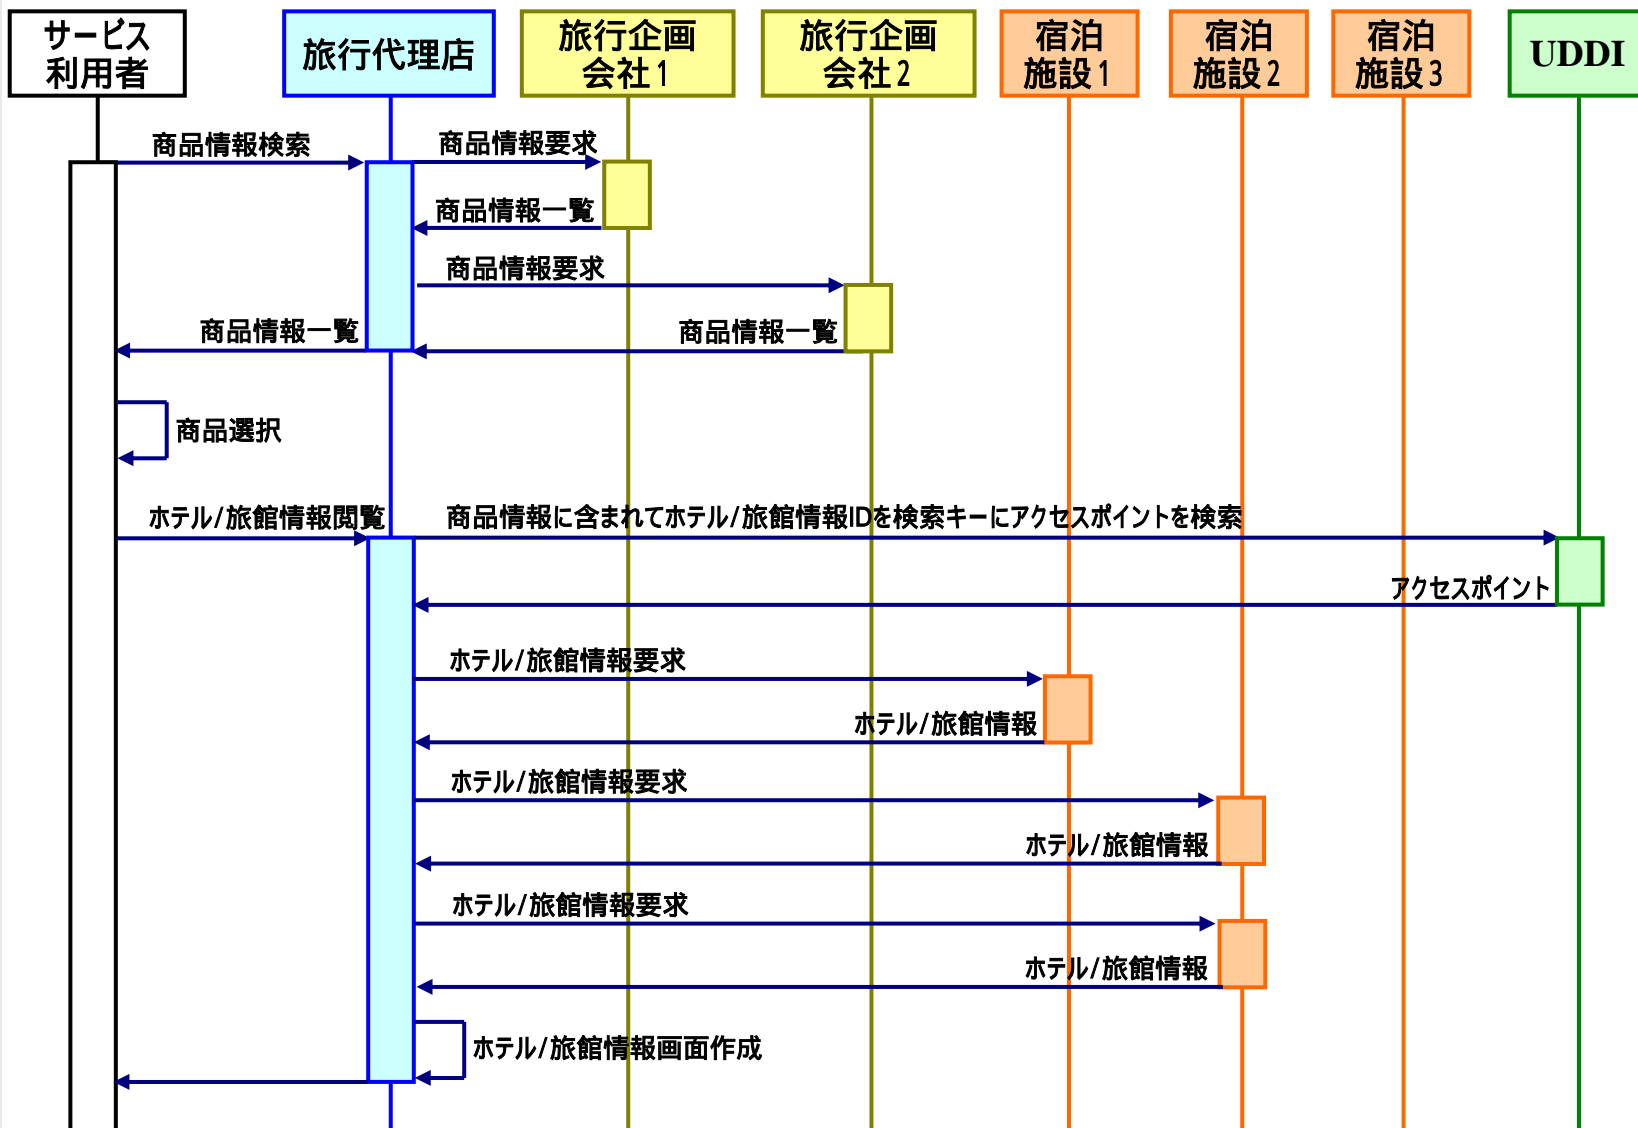 サービス
利用者
旅行代理店
旅行企画
会社1
旅行企画
会社2
宿泊
施設1
宿泊
施設2
宿泊
施設3
UDDI
商品情報検索
商品情報要求
商品情報一覧
商品情報要求
商品情報一覧
商品情報一覧
商品選択
ホテル/旅館情報閲覧
商品情報に含まれてホテル/旅館情報IDを検索キーにアクセスポイントを検索
アクセスポイント
ホテル/旅館情報要求
ホテル/旅館情報
ホテル/旅館情報要求
ホテル/旅館情報
ホテル/旅館情報要求
ホテル/旅館情報
ホテル/旅館情報画面作成